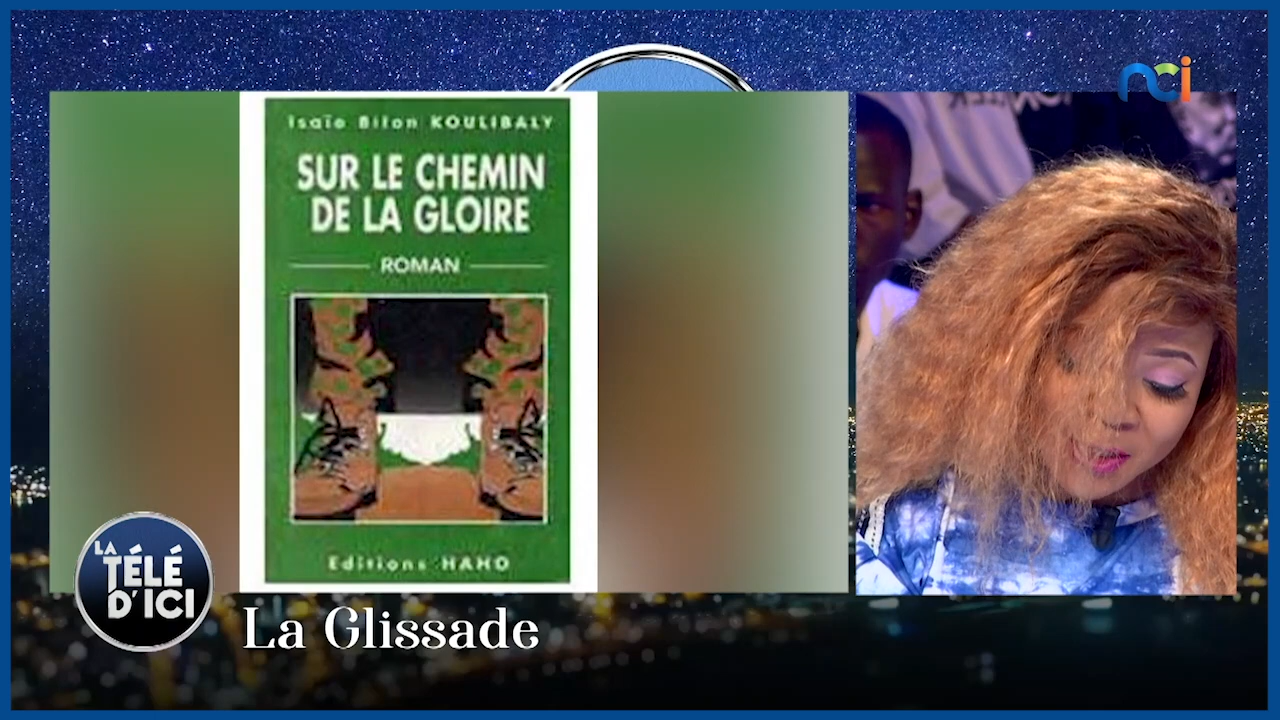 nci
Isaïe Biton KOULIBALY
SUR LE CHEMIN
DE LA GLOIRE
ROMAN
Editions HAHO
LA
TÉLÉ
D'ICI
La Glissade